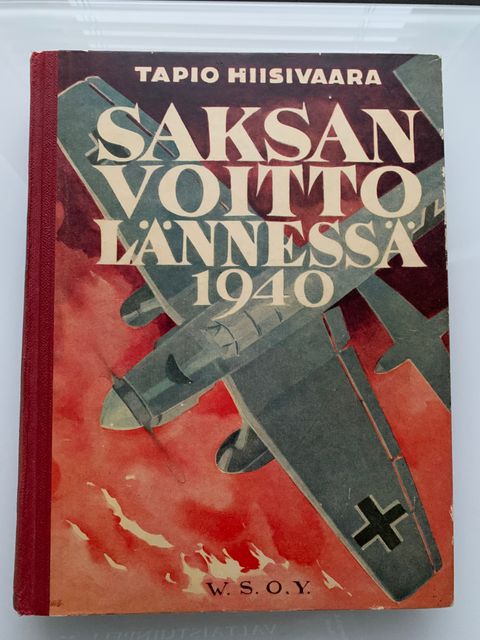 TAPIO HIISIVAARA
SAKSAN
VOITTO
LÄNNESSÄ
1940
W. S. O. Y.